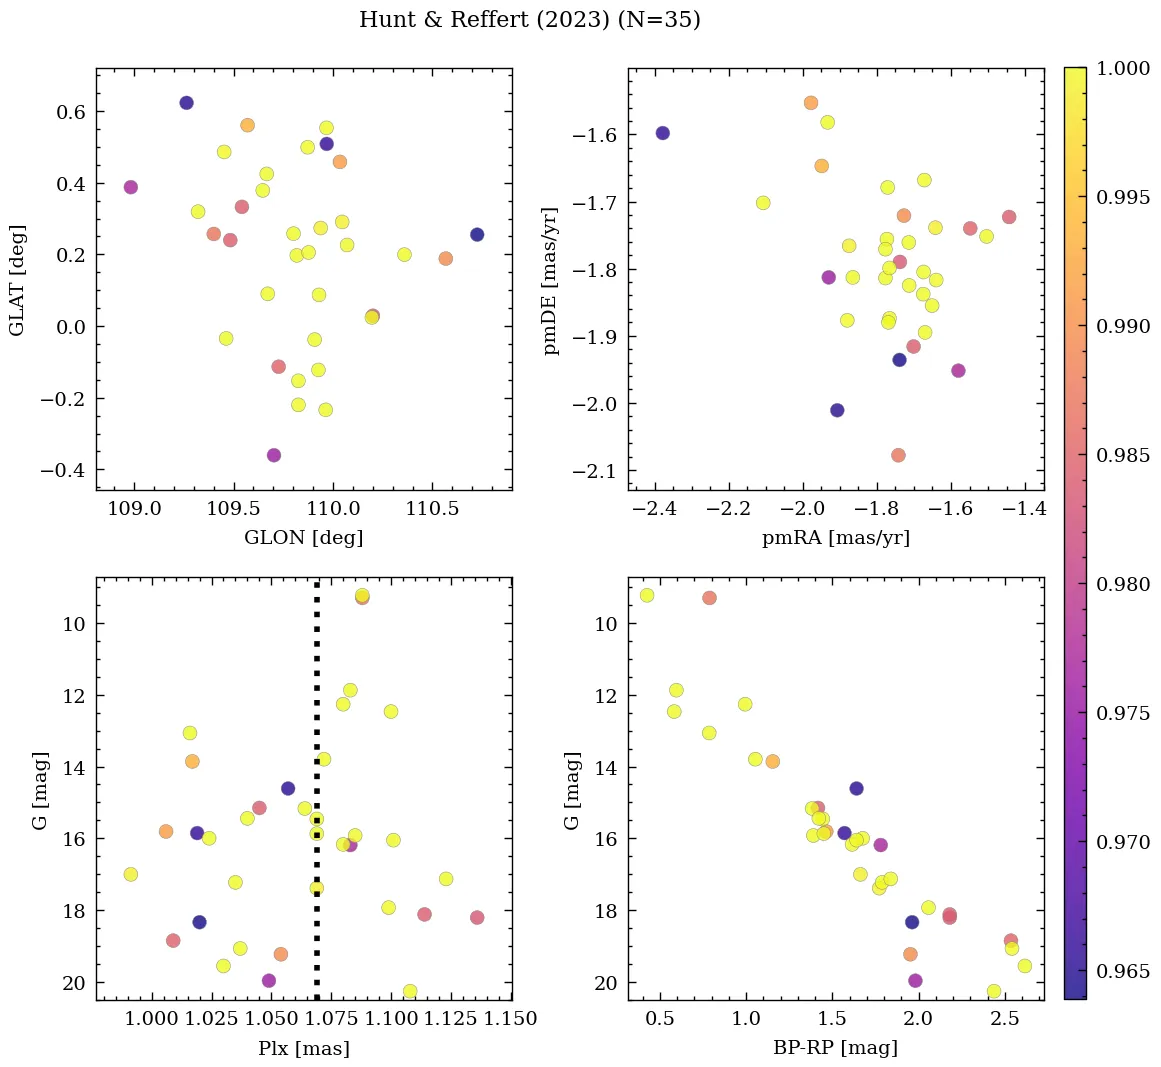 Hunt & Reffert (2023) (N=35)
GLAT [deg]
0.6
0.4
0.2
0.0
−0.2
−0.4
109.0 109.5 110.0 110.5
GLON [deg]
pmDE [mas/yr]
−1.6
−1.7
−1.8
−1.9
−2.0
−2.1
−2.4 −2.2 −2.0 −1.8 −1.6 −1.4
pmRA [mas/yr]
G [mag]
10
12
14
16
18
20
1.000 1.025 1.050 1.075 1.100 1.125 1.150
Plx [mas]
G [mag]
10
12
14
16
18
20
0.5 1.0 1.5 2.0 2.5
BP-RP [mag]
1.000
0.995
0.990
0.985
0.980
0.975
0.970
0.965